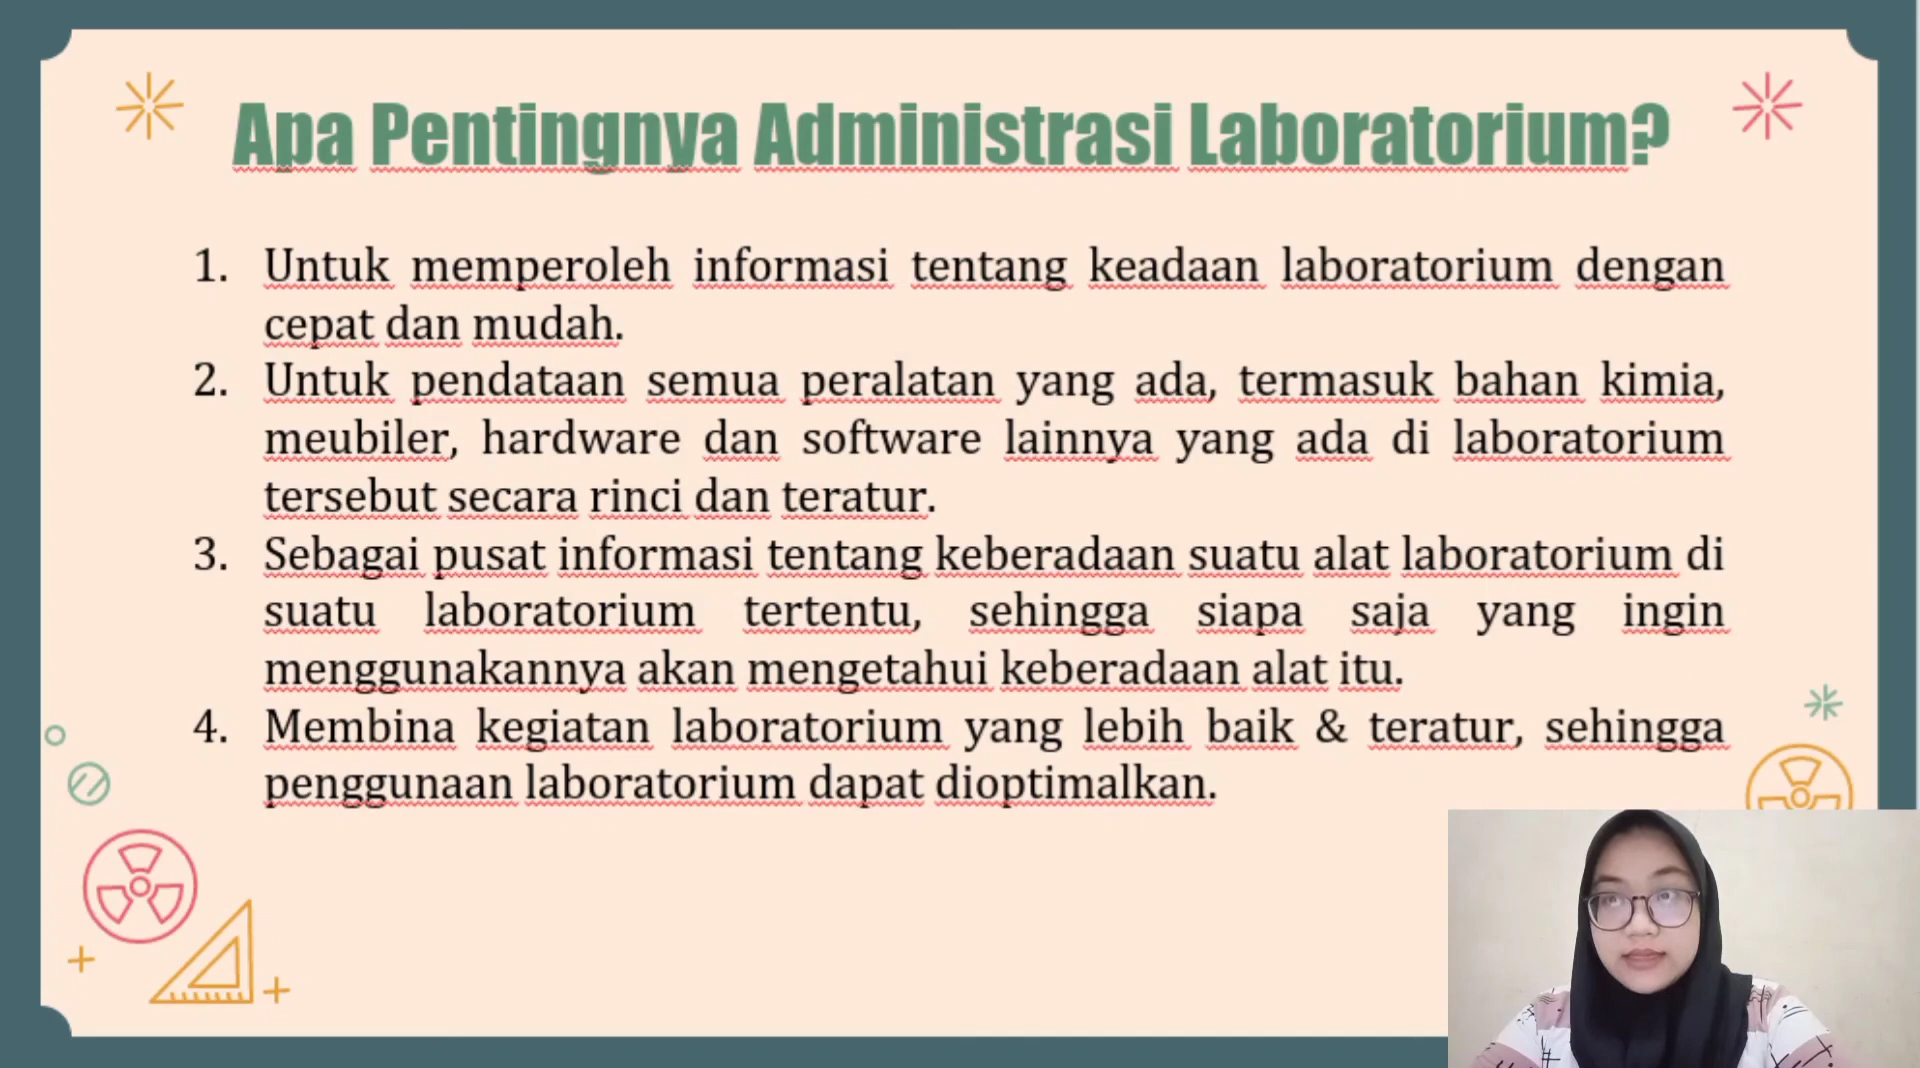 Apa Pentingnya Administrasi Laboratorium?
1. Untuk memperoleh informasi tentang keadaan laboratorium dengan
cepat dan mudah.
2. Untuk pendataan semua peralatan yang ada, termasuk bahan kimia,
meubiler, hardware dan software lainnya yang ada di laboratorium
tersebut secara rinci dan teratur.
3. Sebagai pusat informasi tentang keberadaan suatu alat laboratorium di
suatu laboratorium tertentu, sehingga siapa saja yang ingin
menggunakannya akan mengetahui keberadaan alat itu.
4. Membina kegiatan laboratorium yang lebih baik & teratur, sehingga
penggunaan laboratorium dapat dioptimalkan.